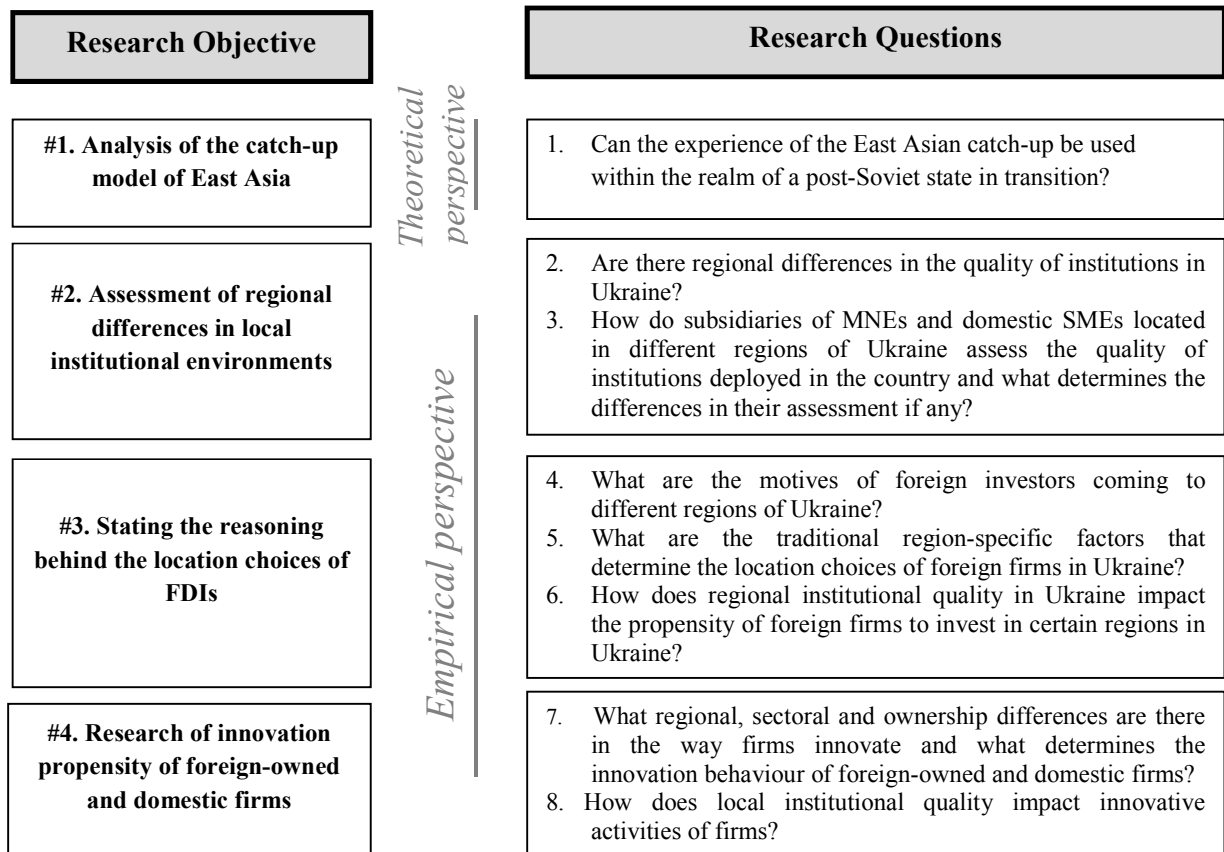 Research Objective
Research Questions
Theoretical
perspective
#1. Analysis of the catch-up
model of East Asia
1. Can the experience of the East Asian catch-up be used
within the realm of a post-Soviet state in transition?
#2. Assessment of regional
differences in local
institutional environments
2. Are there regional differences in the quality of institutions in
Ukraine?
3. How do subsidiaries of MNEs and domestic SMEs located
in different regions of Ukraine assess the quality of
institutions deployed in the country and what determines the
differences in their assessment if any?
Empirical perspective
#3. Stating the reasoning
behind the location choices of
FDIs
4. What are the motives of foreign investors coming to
different regions of Ukraine?
5. What are the traditional region-specific factors that
determine the location choices of foreign firms in Ukraine?
6. How does regional institutional quality in Ukraine impact
the propensity of foreign firms to invest in certain regions in
Ukraine?
#4. Research of innovation
propensity of foreign-owned
and domestic firms
7. What regional, sectoral and ownership differences are there
in the way firms innovate and what determines the
innovation behaviour of foreign-owned and domestic firms?
8. How does local institutional quality impact innovative
activities of firms?